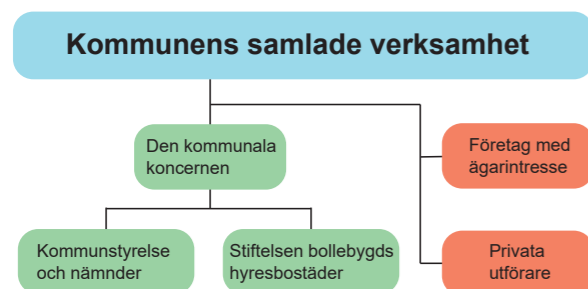 Kommunens samlade verksamhet
Den kommunala
koncernen
Företag med
ägarintresse
Kommunstyrelse
och nämnder
Stiftelsen bollebygds
hyresbostäder
Privata
utförare